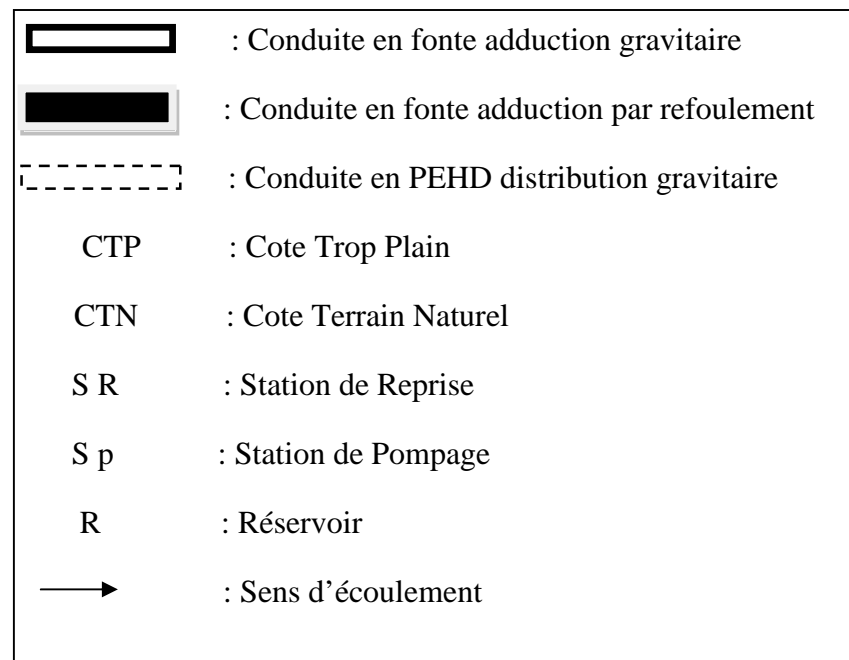 : Conduite en fonte adduction gravitaire
: Conduite en fonte adduction par refoulement
: Conduite en PEHD distribution gravitaire
CTP : Cote Trop Plain
CTN : Cote Terrain Naturel
S R : Station de Reprise
S p : Station de Pompage
R : Réservoir
: Sens d’écoulement